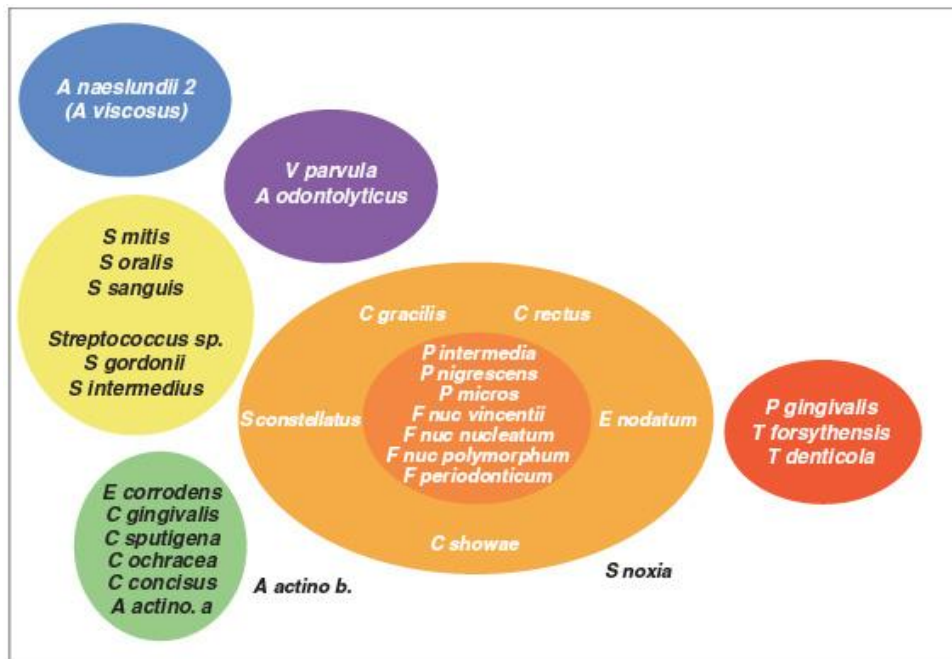 A naeslundii 2
(A viscosus)
V parvula
A odontolyticus
S mitis
S oralis
S sanguis
Streptococcus sp.
S gordonii
S intermedius
C gracilis
C rectus
P intermedia
P nigrescens
P micros
F nuc vincentii
F nuc nucleatum
F nuc polymorphum
F periodonticum
S constellatus
E nodatum
C showae
P gingivalis
T forsythensis
T denticola
E corrodens
C gingivalis
C sputigena
C ochracea
C concisus
A actino. a
A actino b.
S noxia